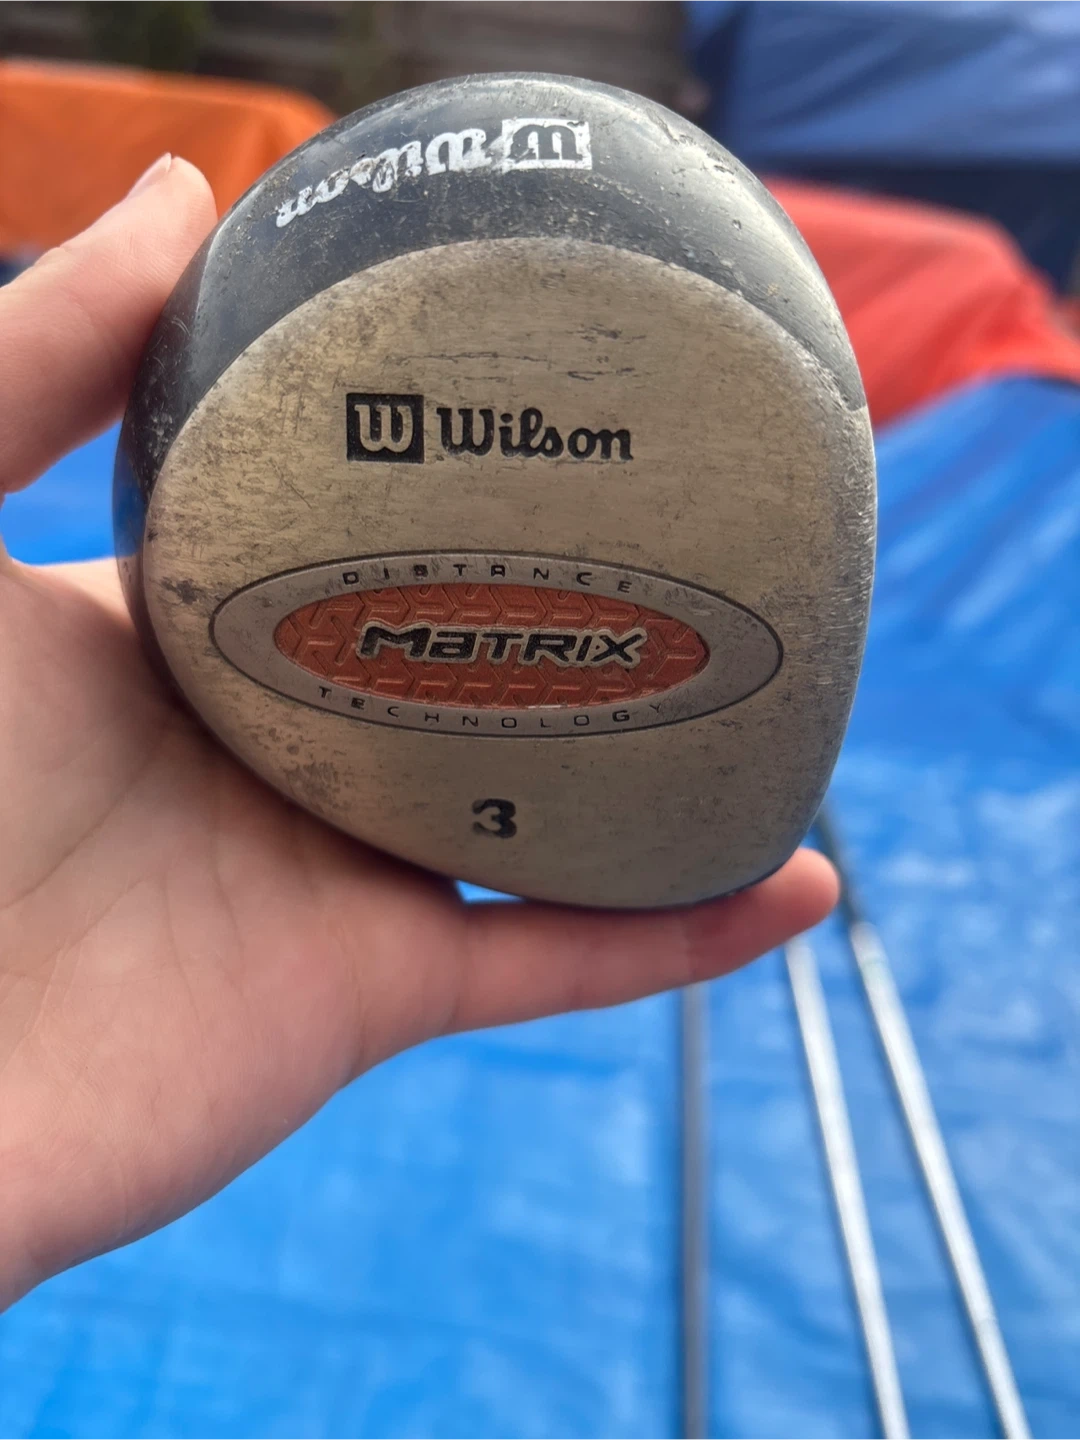 W Wilson
W Wilson
DISTANCE
MaTRIX
TECHNOLOGY
3